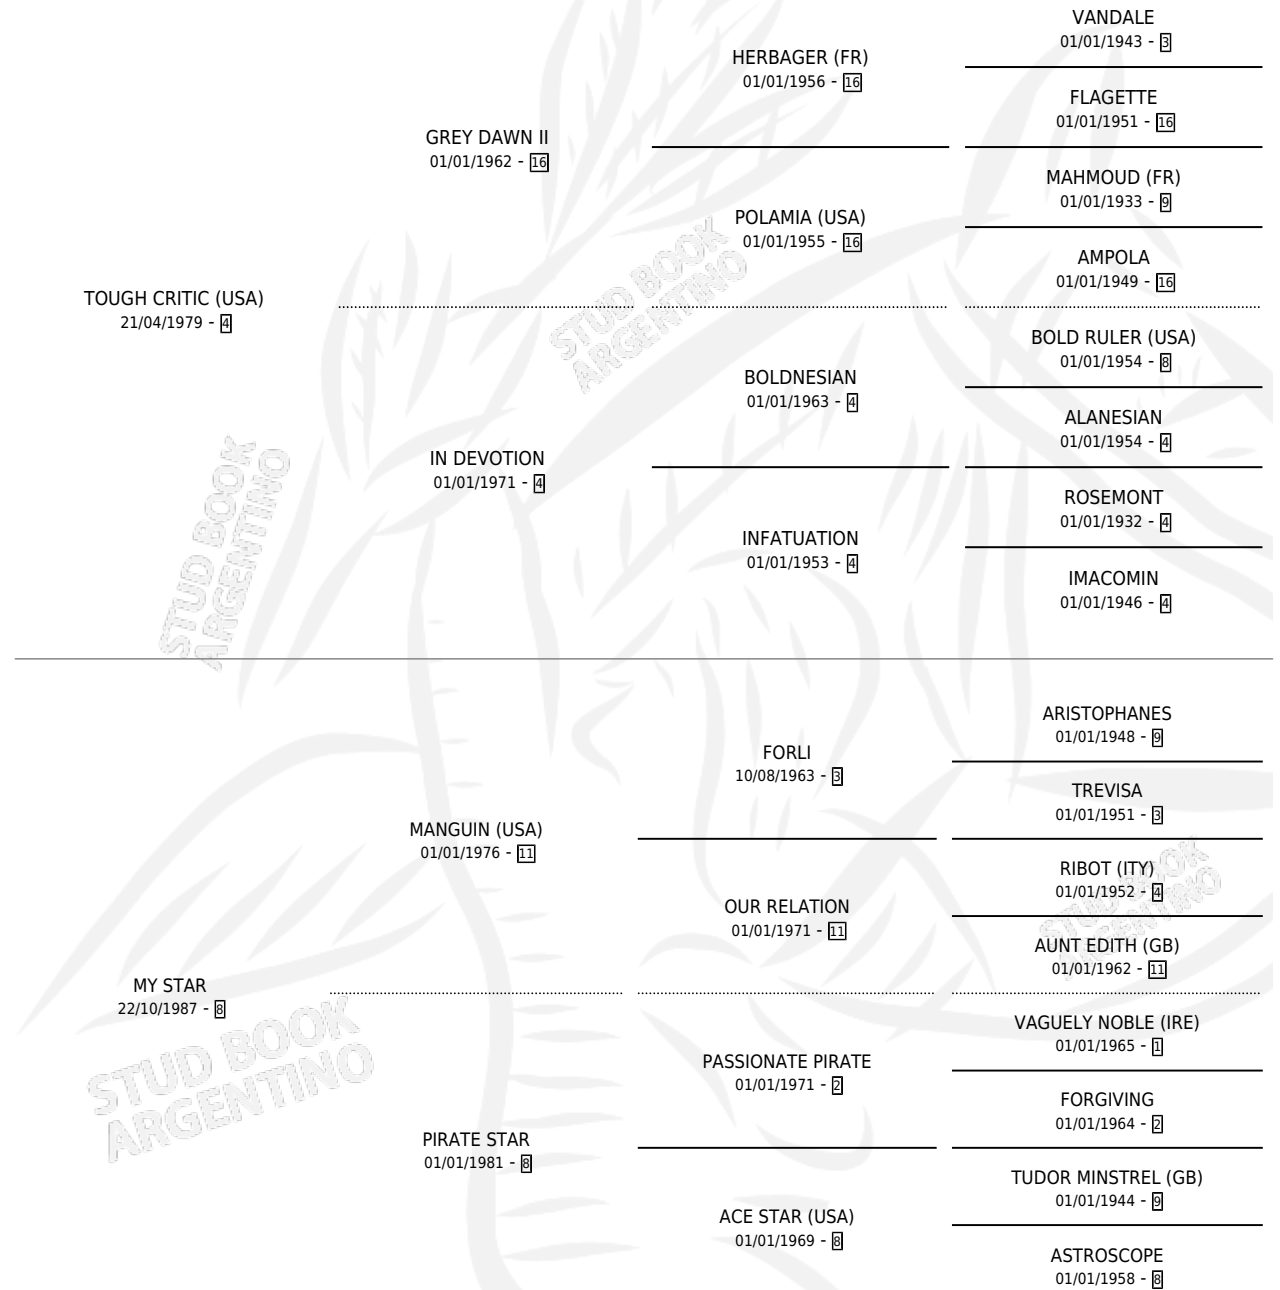 VANDALE
01/01/1943 - 3
HERBAGER (FR)
01/01/1956 - 16
FLAGETTE
01/01/1951 - 16
GREY DAWN II
01/01/1962 - 16
MAHMOUD (FR)
01/01/1933 - 9
POLAMIA (USA)
01/01/1955 - 16
AMPOLA
01/01/1949 - 16
TOUGH CRITIC (USA)
21/04/1979 - 4
STUD BOOK
ARGENTINO
BOLD RULER (USA)
01/01/1954 - 8
BOLDNESIAN
01/01/1963 - 4
ALANESIAN
01/01/1954 - 4
IN DEVOTION
01/01/1971 - 4
ROSEMONT
01/01/1932 - 4
INFATUATION
01/01/1953 - 4
IMACOMIN
01/01/1946 - 4
STUD BOOK
ARGENTINO
ARISTOPHANES
01/01/1948 - 9
FORLI
10/08/1963 - 3
TREVISA
01/01/1951 - 3
MANGUIN (USA)
01/01/1976 - 11
RIBOT (ITY)
01/01/1952 - 4
OUR RELATION
01/01/1971 - 11
AUNT EDITH (GB)
01/01/1962 - 11
STUD BOOK
ARGENTINO
MY STAR
22/10/1987 - 8
STUD BOOK
ARGENTINO
VAGUELY NOBLE (IRE)
01/01/1965 - 1
PASSIONATE PIRATE
01/01/1971 - 2
FORGIVING
01/01/1964 - 2
PIRATE STAR
01/01/1981 - 8
TUDOR MINSTREL (GB)
01/01/1944 - 9
ACE STAR (USA)
01/01/1969 - 8
ASTROSCOPE
01/01/1958 - 8